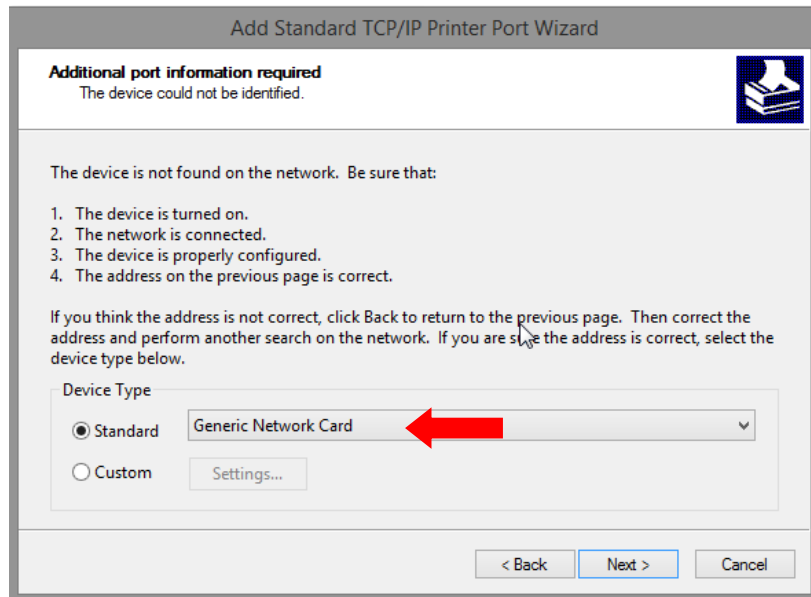 Add Standard TCP/IP Printer Port Wizard
Additional port information required
The device could not be identified.
The device is not found on the network.  Be sure that:
1.  The device is turned on.
2.  The network is connected.
3.  The device is properly configured.
4.  The address on the previous page is correct.
If you think the address is not correct, click Back to return to the previous page.  Then correct the
address and perform another search on the network.  If you are sure the address is correct, select the
device type below.
Device Type
Standard
Generic Network Card
Custom
Settings...
< Back
Next >
Cancel